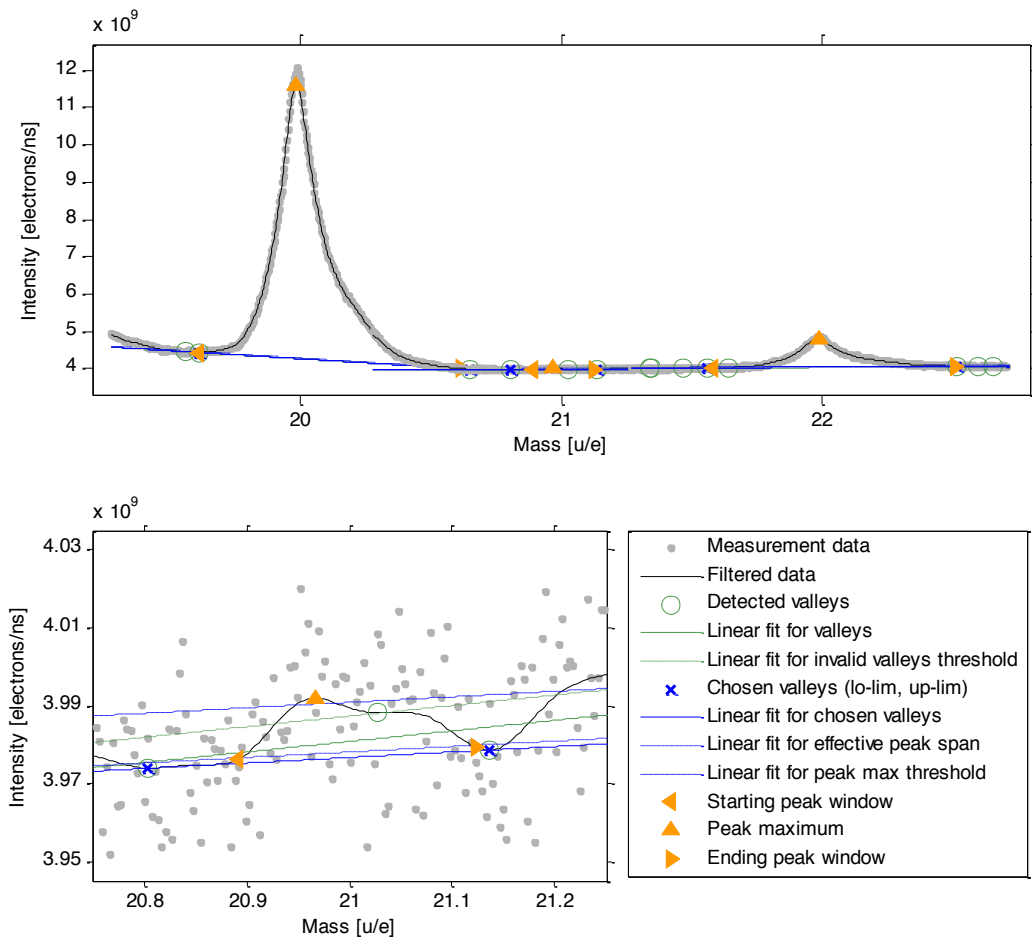 x 10⁹
12
11
10
9
8
7
6
5
4
Intensity [electrons/ns]
20
21
22
Mass [u/e]
x 10⁹
4.03
4.01
3.99
3.97
3.95
Intensity [electrons/ns]
20.8
20.9
21
21.1
21.2
Mass [u/e]
Measurement data
Filtered data
Detected valleys
Linear fit for valleys
Linear fit for invalid valleys threshold
Chosen valleys (lo-lim, up-lim)
Linear fit for chosen valleys
Linear fit for effective peak span
Linear fit for peak max threshold
Starting peak window
Peak maximum
Ending peak window